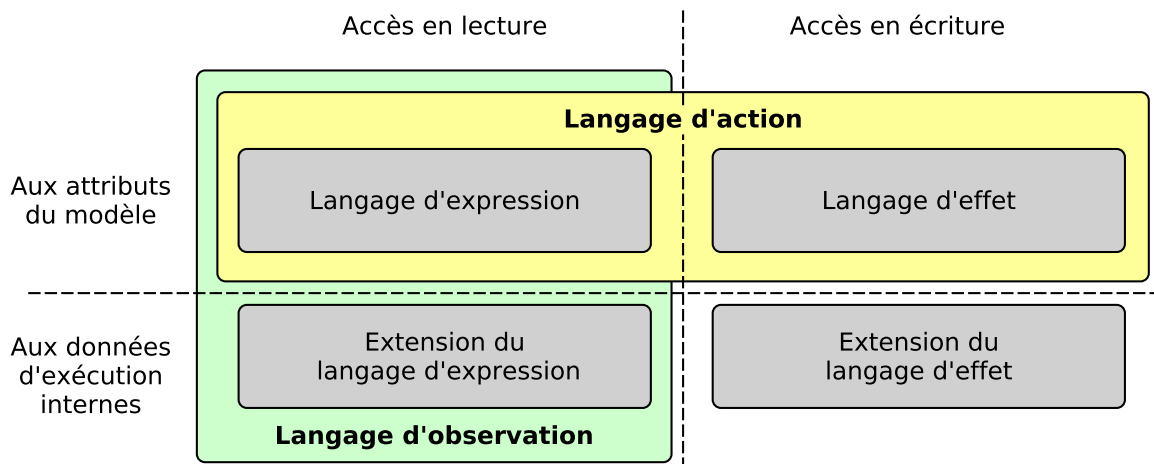 Accès en lecture
Accès en écriture
Langage d'action
Aux attributs
du modèle
Langage d'expression
Langage d'effet
Aux données
d'exécution
internes
Extension du
langage d'expression
Extension du
langage d'effet
Langage d'observation